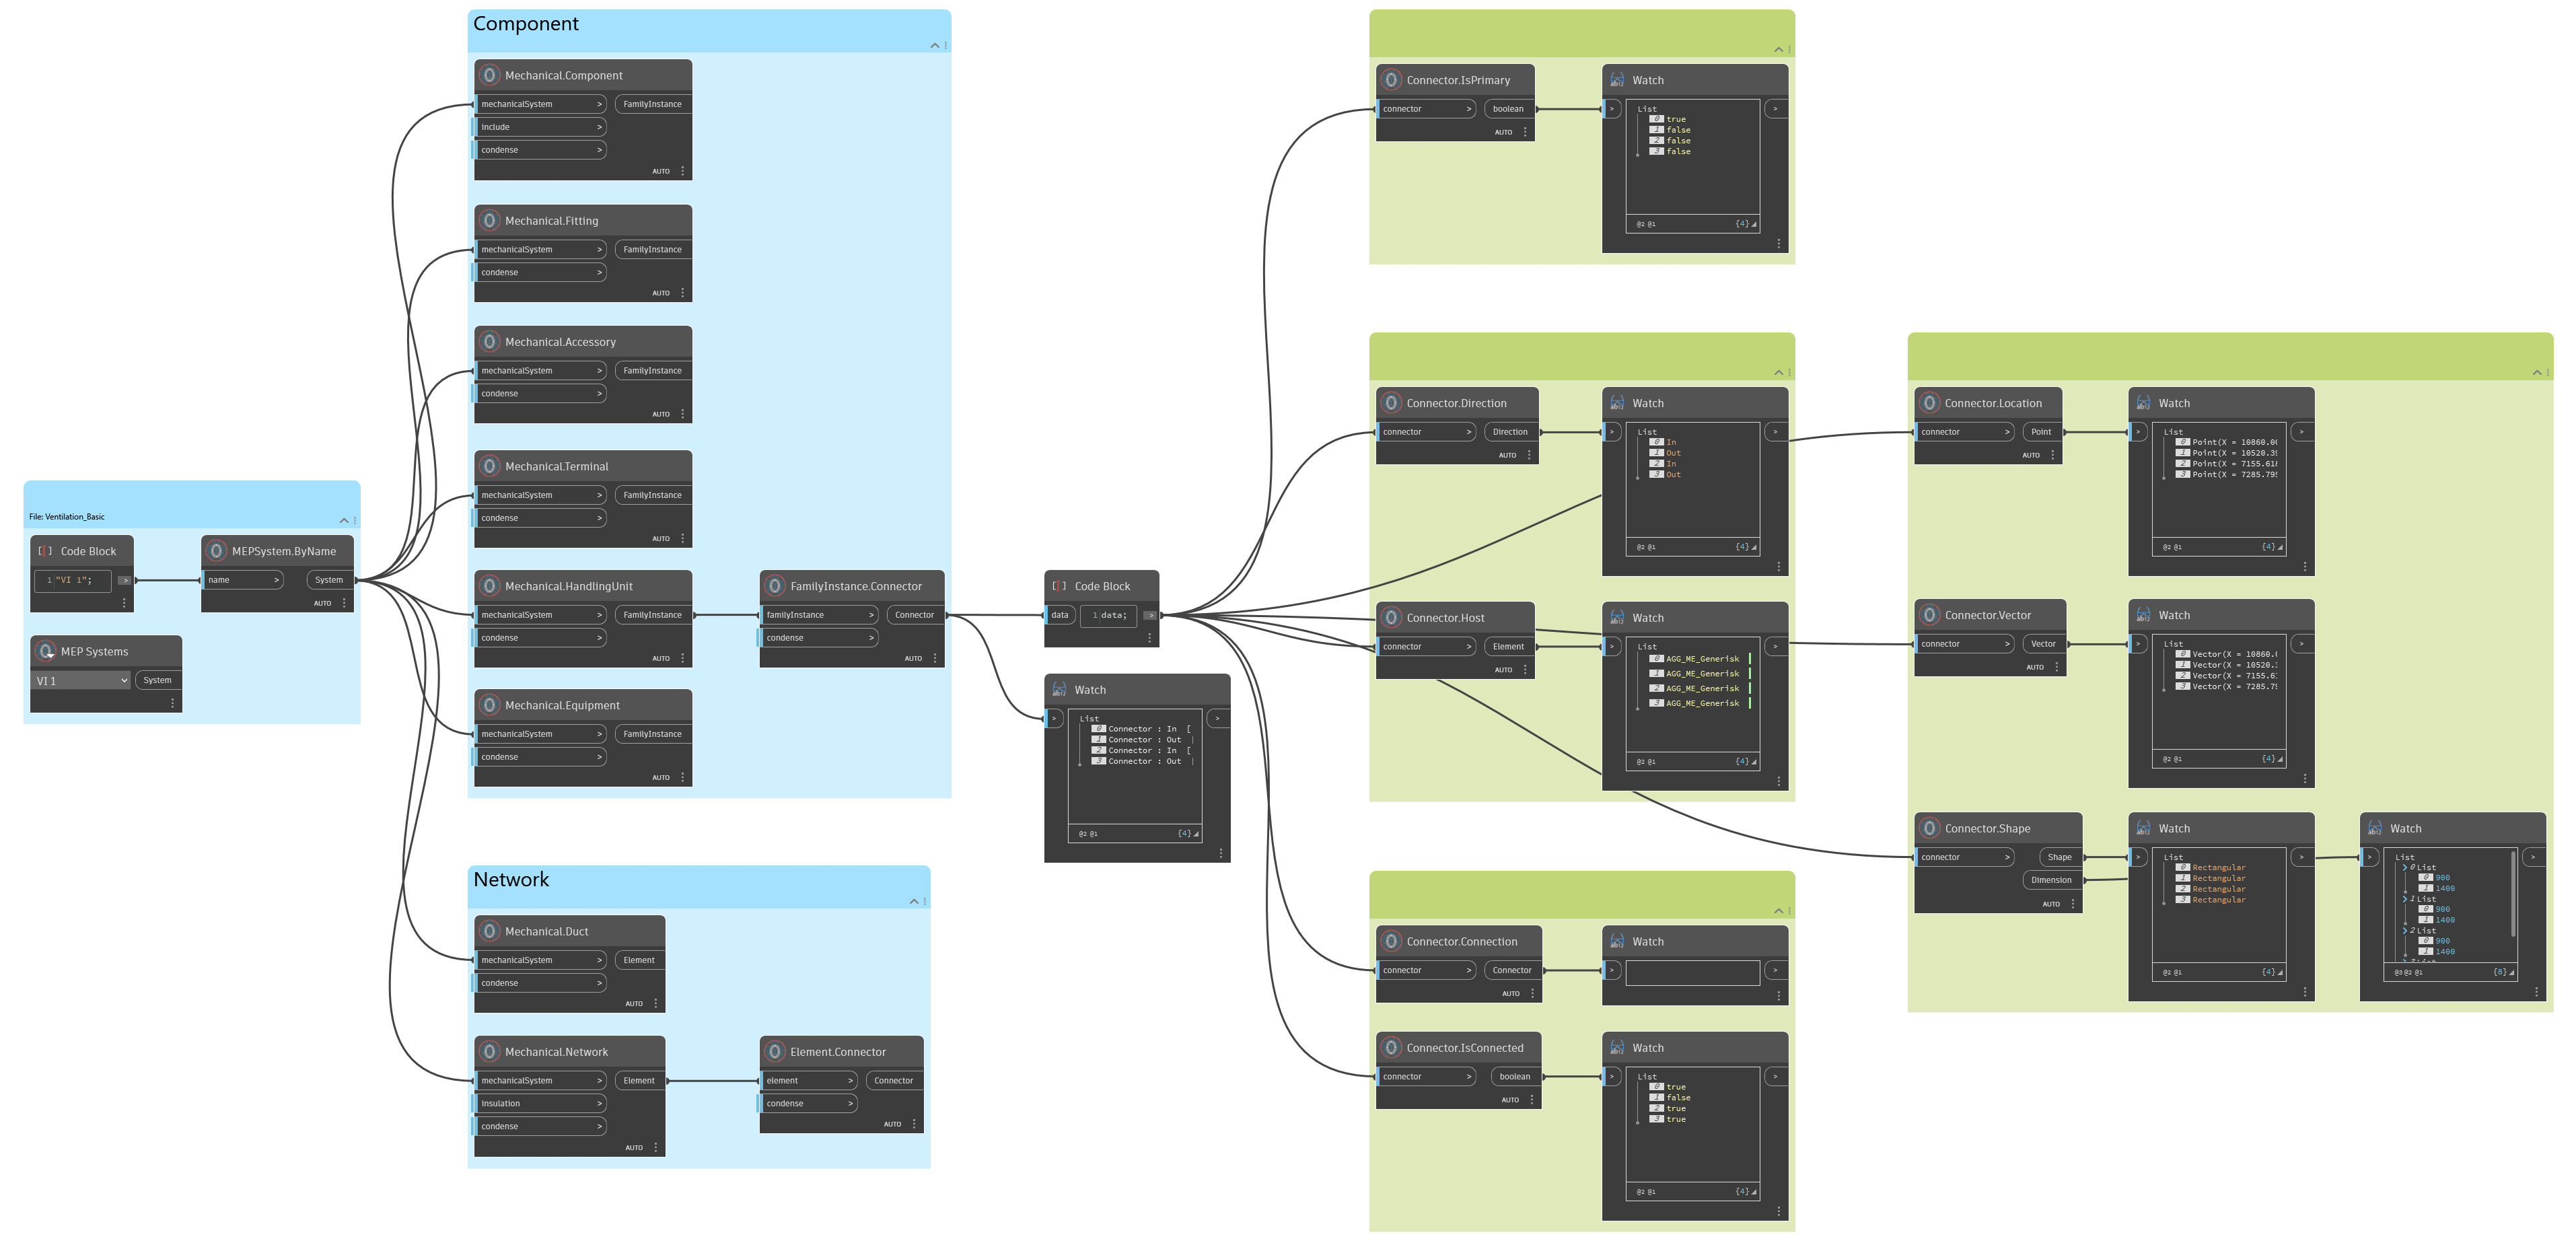 File: Ventilation_Basic
Code Block
1 "VI 1"; >
MEPSystem.ByName
name > System
AUTO
MEP Systems
VI 1 System
Component
Mechanical.Component
mechanicalSystem > FamilyInstance
include >
condense >
AUTO
Mechanical.Fitting
mechanicalSystem > FamilyInstance
condense >
AUTO
Mechanical.Accessory
mechanicalSystem > FamilyInstance
condense >
AUTO
Mechanical.Terminal
mechanicalSystem > FamilyInstance
condense >
AUTO
Mechanical.HandlingUnit
mechanicalSystem > FamilyInstance
condense >
AUTO
FamilyInstance.Connector
familyInstance > Connector
condense >
AUTO
Mechanical.Equipment
mechanicalSystem > FamilyInstance
condense >
AUTO
Network
Mechanical.Duct
mechanicalSystem > Element
condense >
AUTO
Mechanical.Network
mechanicalSystem > Element
insulation >
condense >
AUTO
Element.Connector
element > Connector
condense >
AUTO
Code Block
data 1 data; >
Watch
> >
List
0 Connector : In [
1 Connector : Out |
2 Connector : In [
3 Connector : Out |
@2 @1 {4}
Connector.IsPrimary
connector > boolean
AUTO
Watch
> >
List
0 true
1 false
2 false
3 false
@2 @1 {4}
Connector.Direction
connector > Direction
AUTO
Watch
> >
List
0 In
1 Out
2 In
3 Out
@2 @1 {4}
Connector.Host
connector > Element
AUTO
Watch
> >
List
0 AGG_ME_Generisk
1 AGG_ME_Generisk
2 AGG_ME_Generisk
3 AGG_ME_Generisk
@2 @1 {4}
Connector.Connection
connector > Connector
AUTO
Watch
> >
Connector.IsConnected
connector > boolean
AUTO
Watch
> >
List
0 true
1 false
2 true
3 true
@2 @1 {4}
Connector.Location
connector > Point
AUTO
Watch
> >
List
0 Point(X = 10860.00
1 Point(X = 10520.39
2 Point(X = 7155.618
3 Point(X = 7285.795
@2 @1 {4}
Connector.Vector
connector > Vector
AUTO
Watch
> >
List
0 Vector(X = 10860.0
1 Vector(X = 10520.3
2 Vector(X = 7155.61
3 Vector(X = 7285.79
@2 @1 {4}
Connector.Shape
connector > Shape
Dimension
AUTO
Watch
> >
List
0 Rectangular
1 Rectangular
2 Rectangular
3 Rectangular
@2 @1 {4}
Watch
> >
List
0 List
0 900
1 1400
1 List
0 900
1 1400
2 List
0 900
1 1400
@3 @2 @1 {8}